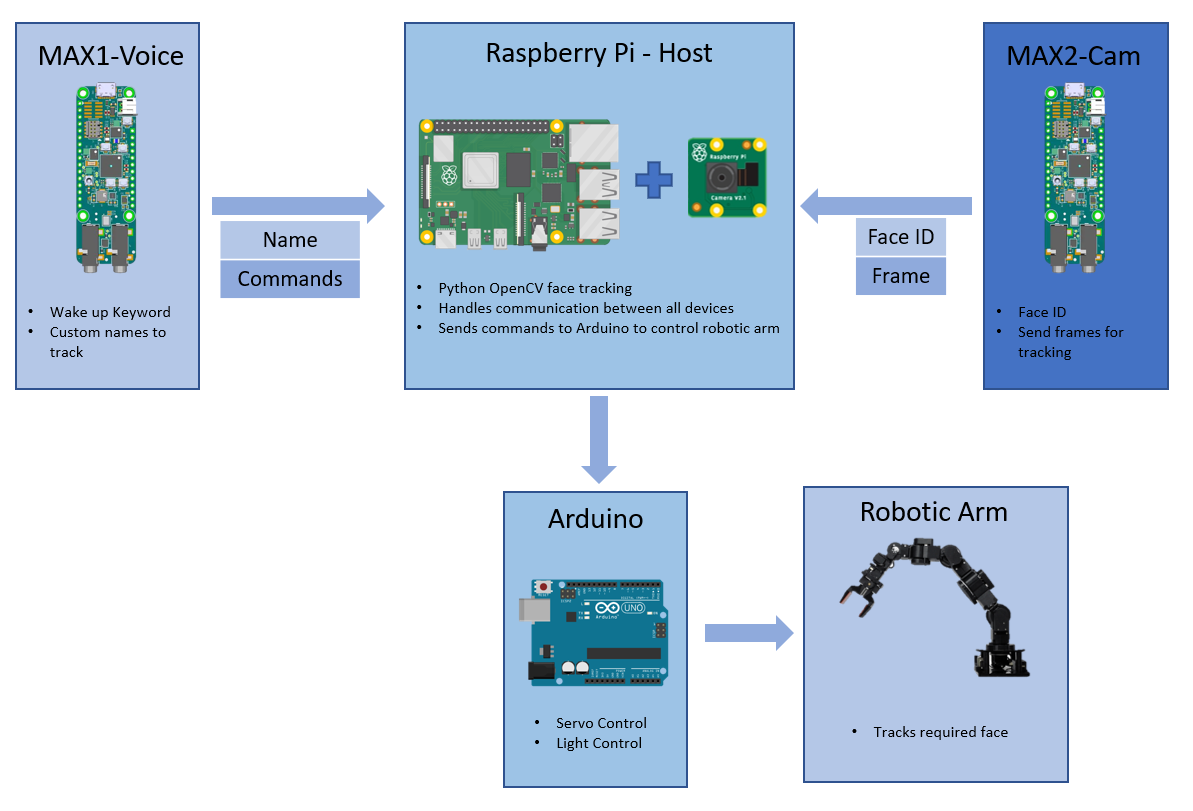 MAX1-Voice
• Wake up Keyword
• Custom names to
track
Name
Commands
Raspberry Pi - Host
Raspberry Pi
Camera V2.1
• Python OpenCV face tracking
• Handles communication between all devices
• Sends commands to Arduino to control robotic arm
Face ID
Frame
MAX2-Cam
• Face ID
• Send frames for
tracking
Arduino
UNO
Arduino
• Servo Control
• Light Control
Robotic Arm
• Tracks required face